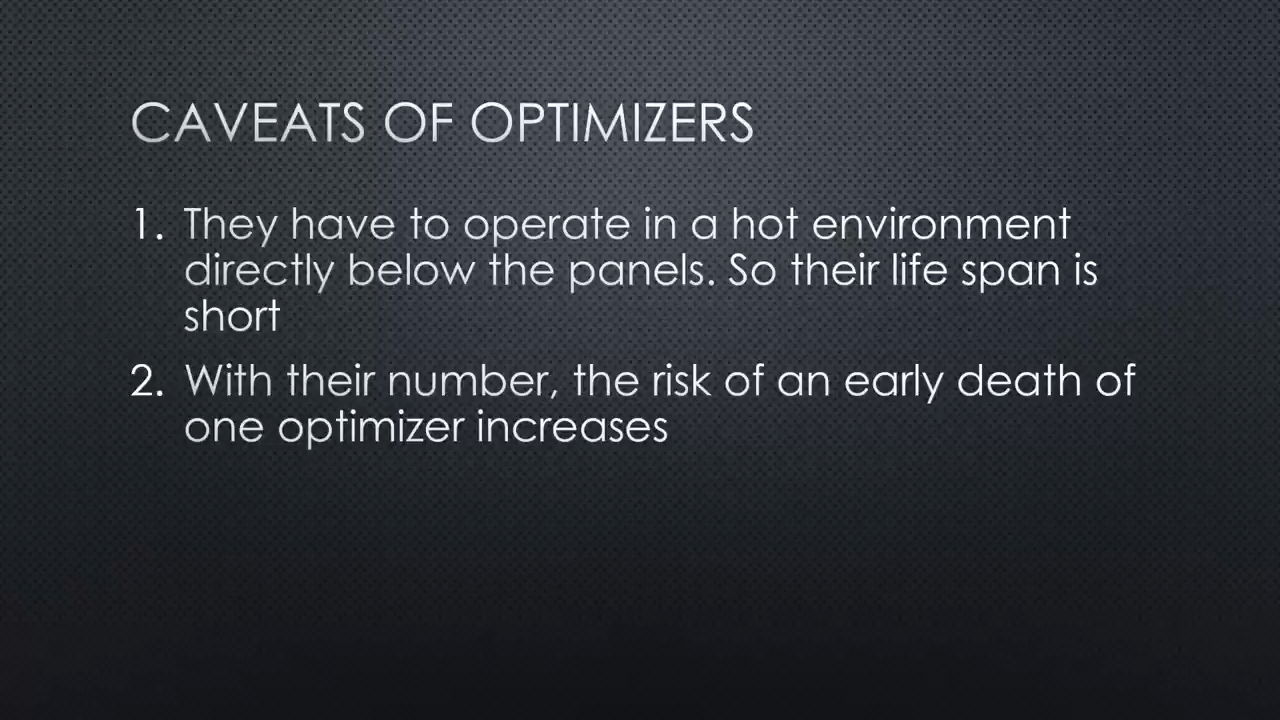 CAVEATS OF OPTIMIZERS
1. They have to operate in a hot environment
directly below the panels. So their life span is
short
2. With their number, the risk of an early death of
one optimizer increases